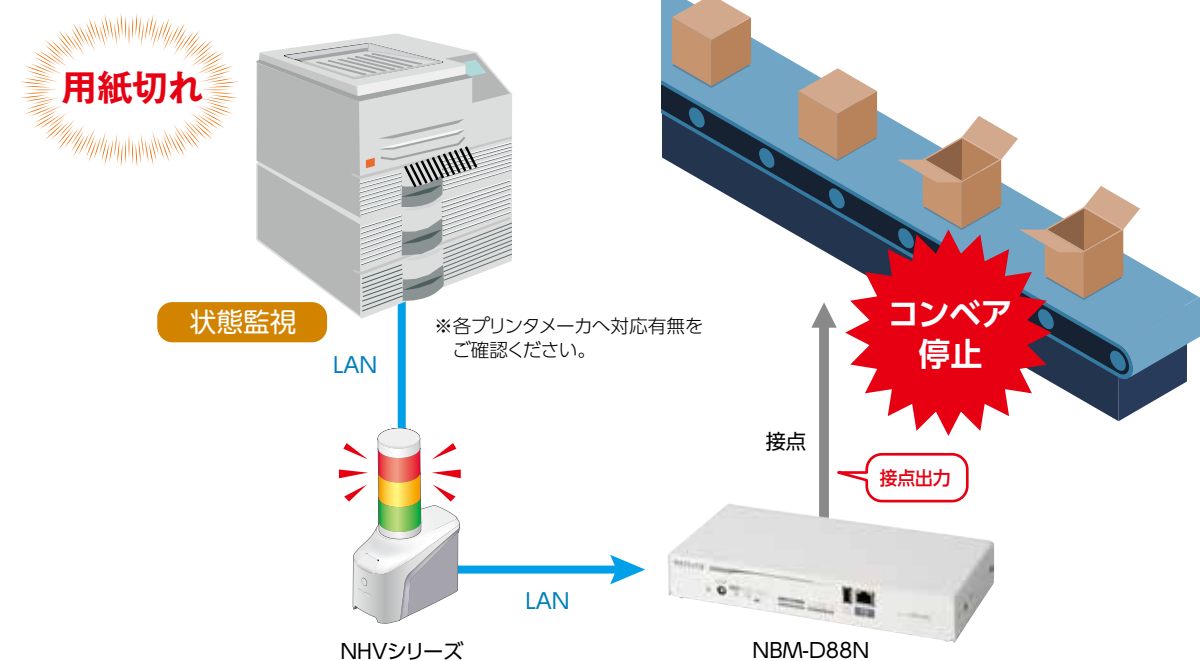 用紙切れ
状態監視
※各プリンタメーカへ対応有無を
ご確認ください。
LAN
コンベア
停止
接点
接点出力
LAN
NHVシリーズ
NBM-D88N